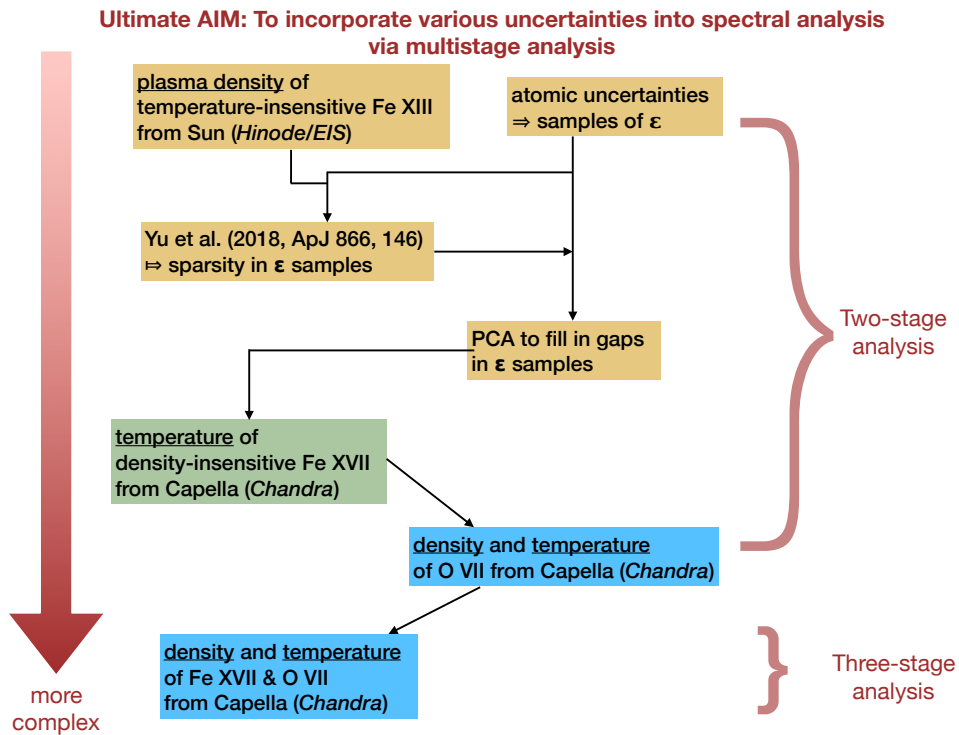 Ultimate AIM: To incorporate various uncertainties into spectral analysis
via multistage analysis
plasma density of
temperature-insensitive Fe XIII
from Sun (Hinode/EIS)
atomic uncertainties
⇒ samples of ε
Yu et al. (2018, ApJ 866, 146)
⤇ sparsity in ε samples
PCA to fill in gaps
in ε samples
Two-stage
analysis
temperature of
density-insensitive Fe XVII
from Capella (Chandra)
density and temperature
of O VII from Capella (Chandra)
density and temperature
of Fe XVII & O VII
from Capella (Chandra)
Three-stage
analysis
more
complex